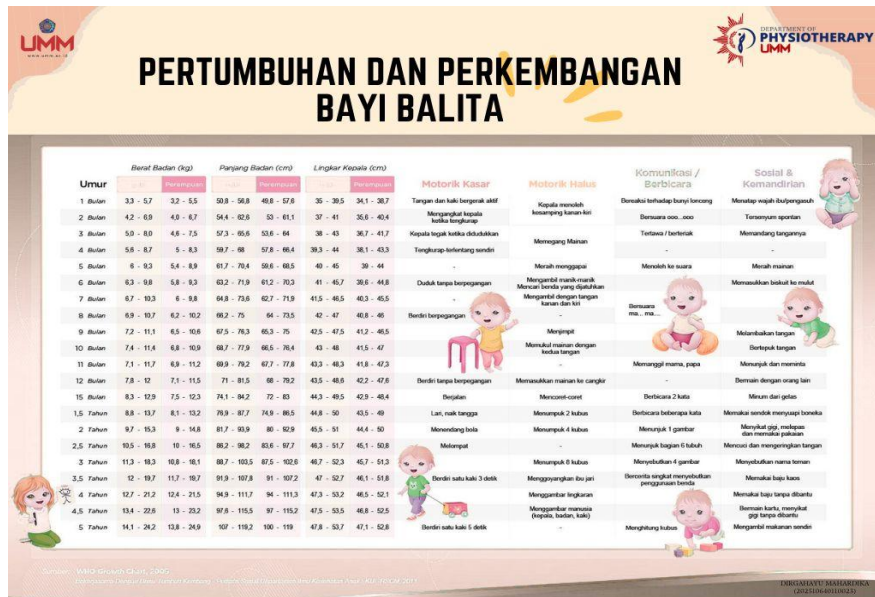 UMM
www.umm.ac.id
DEPARTMENT OF
PHYSIOTHERAPY
UMM
PERTUMBUHAN DAN PERKEMBANGAN
BAYI BALITA
Berat Badan (kg) Panjang Badan (cm) Lingkar Kepala (cm)
Umur Perempuan Perempuan Perempuan Motorik Kasar Motorik Halus Komunikasi / Berbicara Sosial & Kemandirian
1 Bulan 3,3 - 5,7 3,2 - 5,5 50,8 - 56,8 49,8 - 57,6 35 - 39,5 34,1 - 38,7 Tangan dan kaki bergerak aktif Kepala menoleh kesamping kanan-kiri Bereaksi terhadap bunyi lonceng Menatap wajah ibu/pengasuh
2 Bulan 4,2 - 6,9 4,0 - 6,7 54,4 - 62,6 53 - 61,1 37 - 41 35,6 - 40,4 Mengangkat kepala ketika tengkurap Bersuara ooo...ooo Tersenyum spontan
3 Bulan 5,0 - 8,0 4,6 - 7,5 57,3 - 65,6 53,6 - 64 38 - 43 36,7 - 41,7 Kepala tegak ketika didudukkan Memegang Mainan Tertawa / berteriak Memandang tangannya
4 Bulan 5,6 - 8,7 5 - 8,3 59,7 - 68 57,8 - 66,4 39,3 - 44 38,1 - 43,3 Tengkurap-terlentang sendiri - -
5 Bulan 6 - 9,3 5,4 - 8,9 61,7 - 70,4 59,6 - 68,5 40 - 45 39 - 44 - Meraih menggapai Menoleh ke suara Meraih mainan
6 Bulan 6,3 - 9,8 5,8 - 9,3 63,2 - 71,9 61,2 - 70,3 41 - 45,7 39,6 - 44,8 Duduk tanpa berpegangan Mengambil manik-manik Mencari benda yang dijatuhkan Memasukkan biskuit ke mulut
7 Bulan 6,7 - 10,3 6 - 9,8 64,8 - 73,6 62,7 - 71,9 41,5 - 46,5 40,3 - 45,5 - Mengambil dengan tangan kanan dan kiri Bersuara ma... ma...
8 Bulan 6,9 - 10,7 6,2 - 10,2 66,2 - 75 64 - 73,5 42 - 47 40,8 - 46 Berdiri berpegangan
9 Bulan 7,2 - 11,1 6,5 - 10,6 67,5 - 76,3 65,3 - 75 42,5 - 47,5 41,2 - 46,5 Menjimpit Melambaikan tangan
10 Bulan 7,4 - 11,4 6,8 - 10,9 68,7 - 77,9 66,5 - 76,4 43 - 48 41,5 - 47 Memukul mainan dengan kedua tangan Bertepuk tangan
11 Bulan 7,1 - 11,7 6,9 - 11,2 69,9 - 79,2 67,7 - 77,8 43,3 - 48,3 41,8 - 47,3 - Memanggil mama, papa Menunjuk dan meminta
12 Bulan 7,8 - 12 7,1 - 11,5 71 - 81,5 68 - 79,2 43,5 - 48,6 42,2 - 47,6 Berdiri tanpa berpegangan Memasukkan mainan ke cangkir - Bermain dengan orang lain
15 Bulan 8,3 - 12,9 7,5 - 12,3 74,1 - 84,2 72 - 83 44,3 - 49,5 42,9 - 48,4 Berjalan Mencoret-coret Berbicara 2 kata Minum dari gelas
1,5 Tahun 8,8 - 13,7 8,1 - 13,2 76,9 - 87,7 74,9 - 86,5 44,8 - 50 43,5 - 49 Lari, naik tangga Menumpuk 2 kubus Berbicara beberapa kata Memakai sendok menyuapi boneka
2 Tahun 9,7 - 15,3 9 - 14,8 81,7 - 93,9 80 - 92,9 45,5 - 51 44,4 - 50 Menendang bola Menumpuk 4 kubus Menunjuk 1 gambar Menyikat gigi, melepas dan memakai pakaian
2,5 Tahun 10,5 - 16,8 10 - 16,5 86,2 - 98,2 83,6 - 97,7 46,3 - 51,7 45,1 - 50,8 Melompat - Menunjuk bagian 6 tubuh Mencuci dan mengeringkan tangan
3 Tahun 11,3 - 18,3 10,8 - 18,1 88,7 - 103,5 87,5 - 102,6 46,7 - 52,3 45,7 - 51,3 Menumpuk 8 kubus Menyebutkan 4 gambar Menyebutkan nama teman
3,5 Tahun 12 - 19,7 11,7 - 19,7 91,9 - 107,8 91 - 107,2 47 - 52,7 46,1 - 51,8 Berdiri satu kaki 3 detik Menggoyangkan ibu jari Bercerita singkat menyebutkan penggunaan benda Memakai baju kaos
4 Tahun 12,7 - 21,2 12,4 - 21,5 94,9 - 111,7 94 - 111,3 47,3 - 53,2 46,5 - 52,1 Menggambar lingkaran Memakai baju tanpa dibantu
4,5 Tahun 13,4 - 22,6 13 - 23,2 97,6 - 115,5 97 - 115,2 47,5 - 53,5 46,8 - 52,5 Menggambar manusia (kepala, badan, kaki) Bermain kartu, menyikat gigi tanpa dibantu
5 Tahun 14,1 - 24,2 13,8 - 24,9 107 - 119,2 100 - 119 47,8 - 53,7 47,1 - 52,8 Berdiri satu kaki 5 detik - Menghitung kubus Mengambil makanan sendiri
WHO Growth Chart, 2005
DIRGAHAYU MAHARDIKA